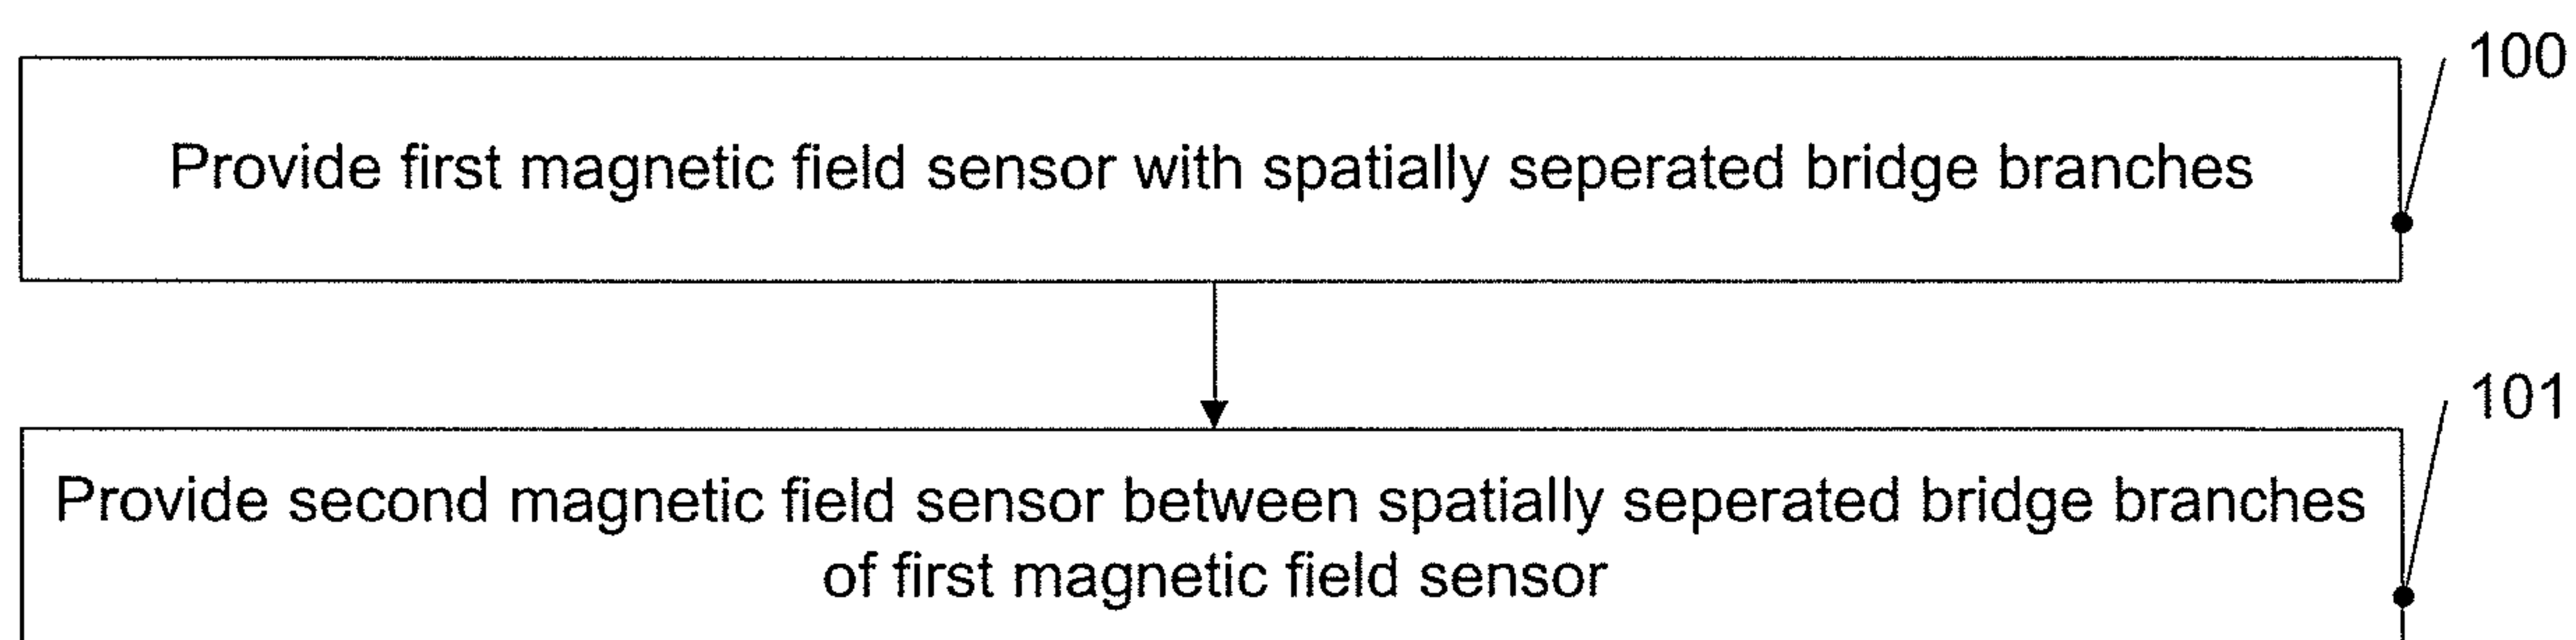 100
Provide first magnetic field sensor with spatially seperated bridge branches
101
Provide second magnetic field sensor between spatially seperated bridge branches
of first magnetic field sensor